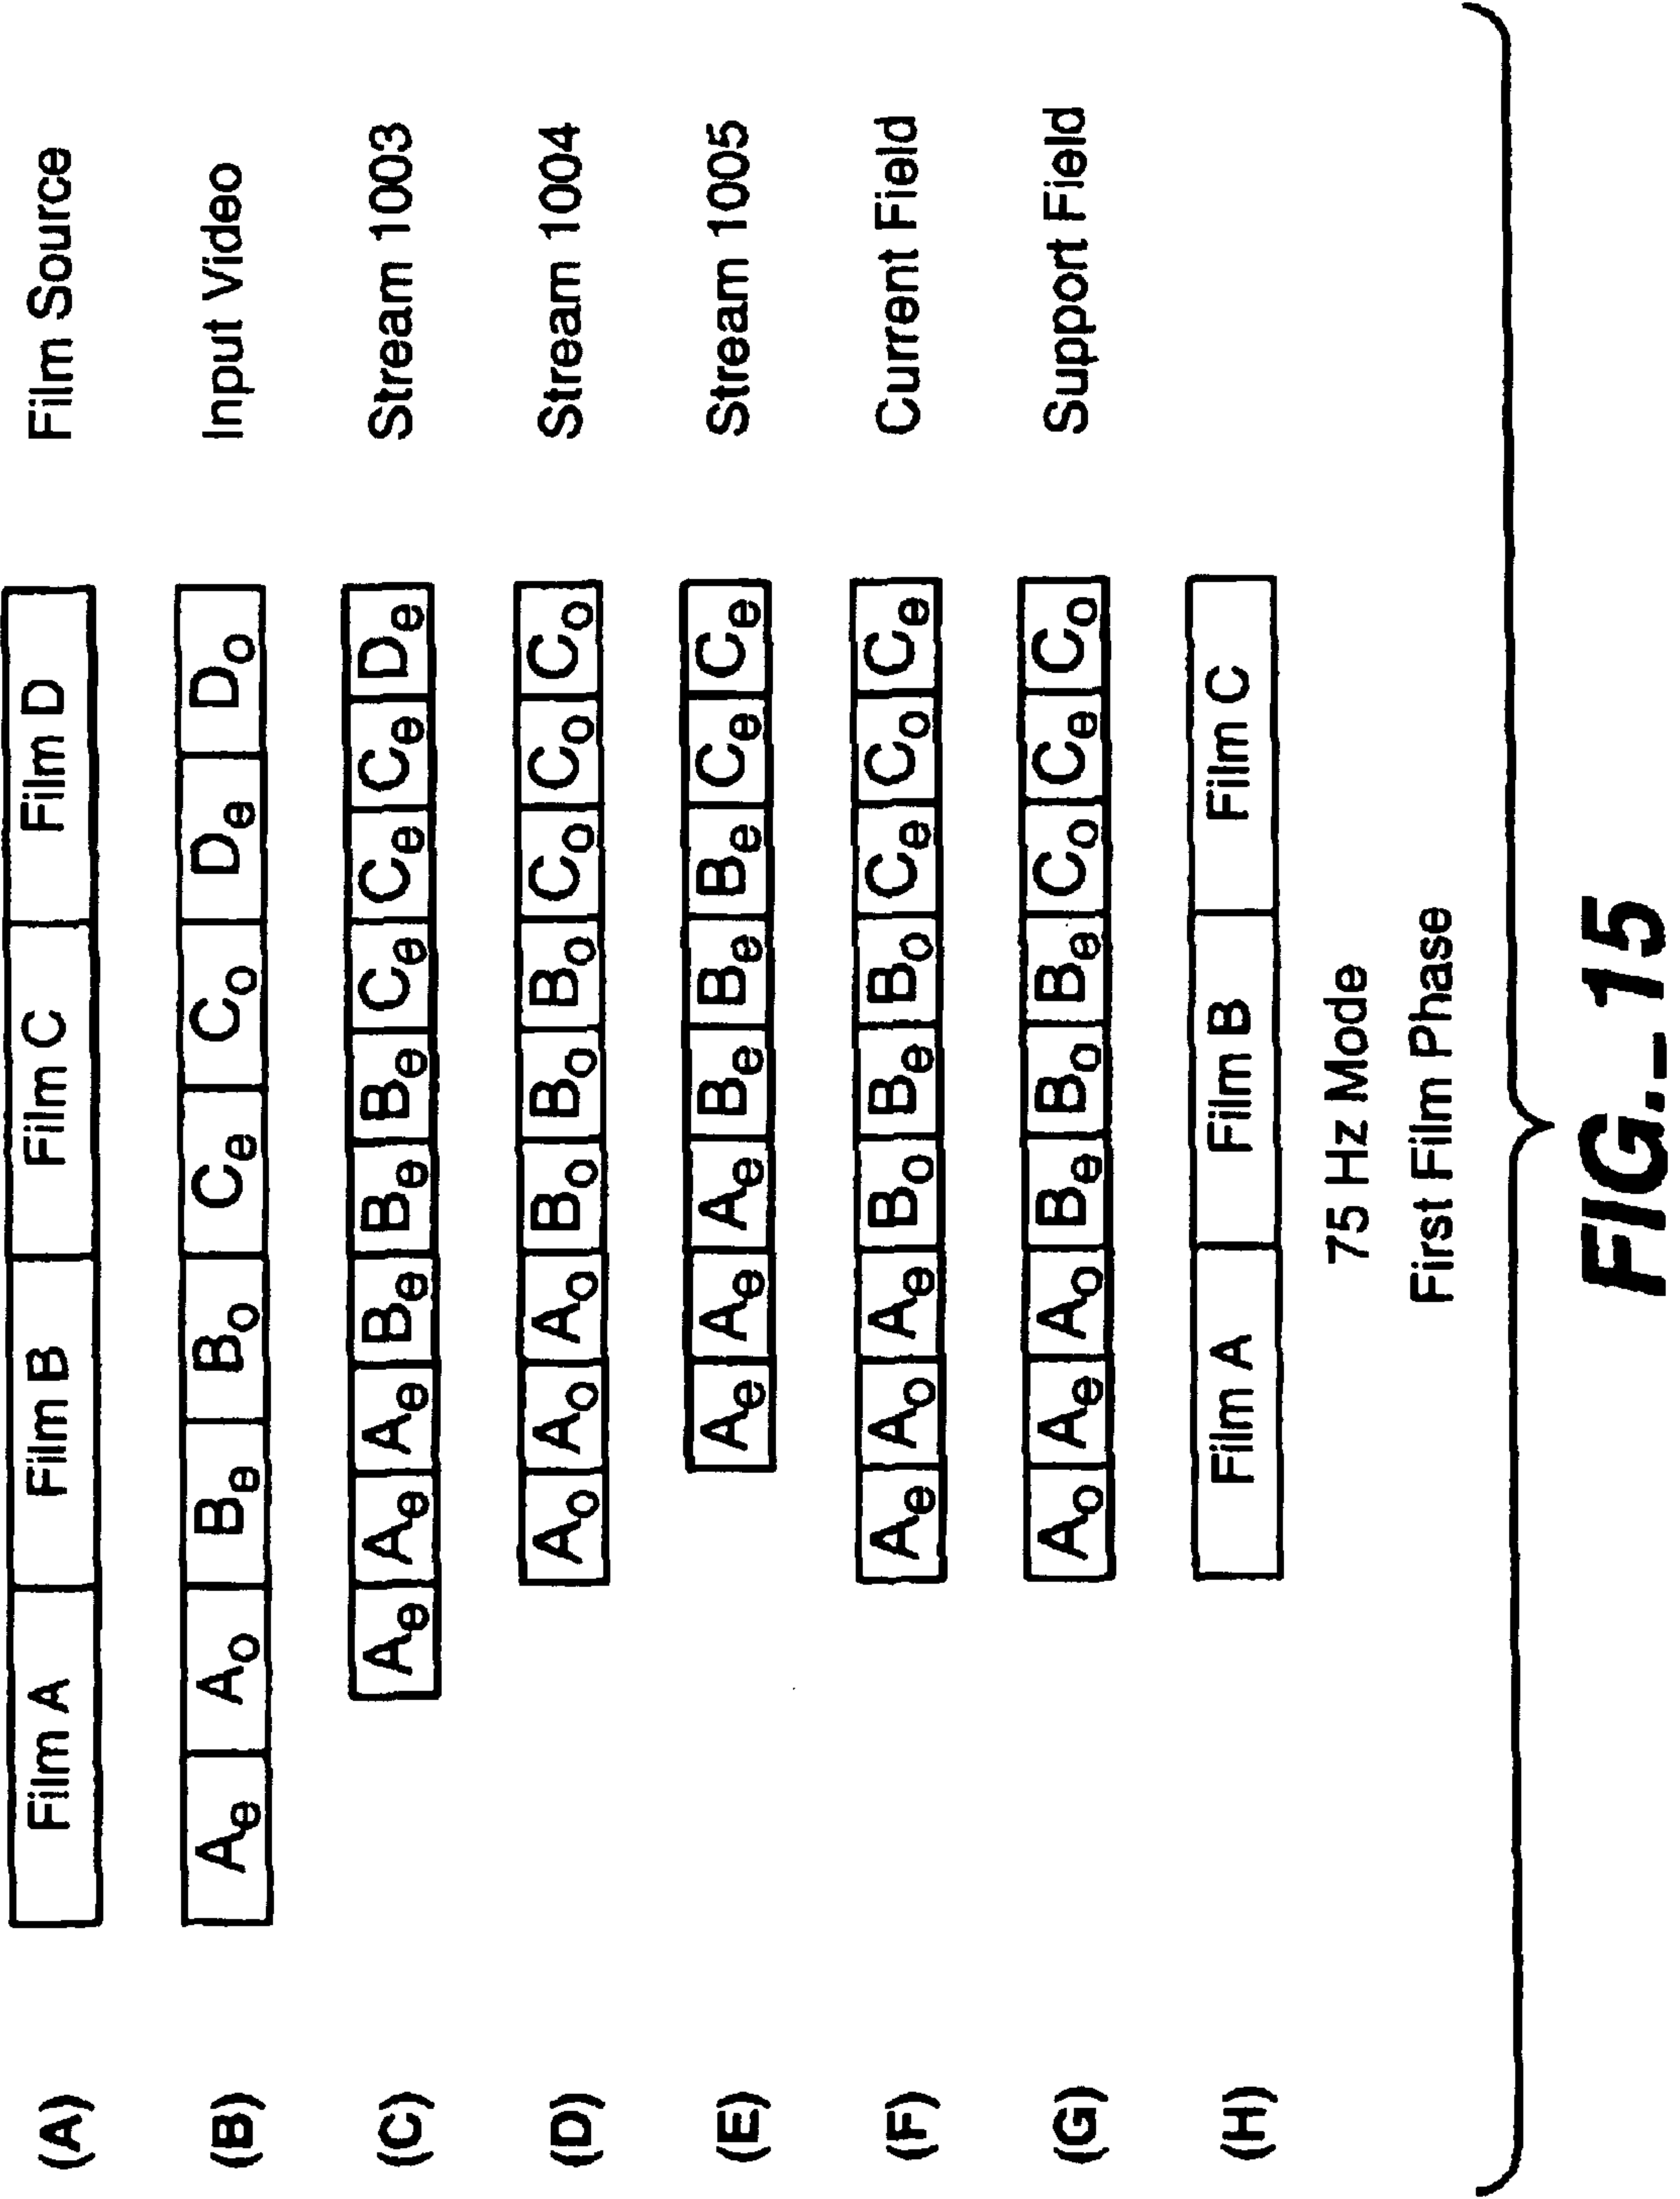 (A) Film A Film B Film C Film D Film Source
(B) Ae Ao Be Bo Ce Co De Do Input Video
(C) Ae Ae Ae Be Be Be Ce Ce Ce De Stream 1003
(D) Ao Ao Ao Bo Bo Bo Co Co Co Stream 1004
(E) Ae Ae Ae Be Be Be Ce Ce Stream 1005
(F) Ae Ao Ae Bo Be Bo Ce Co Ce Current Field
(G) Ao Ae Ao Be Bo Be Co Ce Co Support Field
(H) Film A Film B Film C
75 Hz Mode
First Film Phase
FIG._15